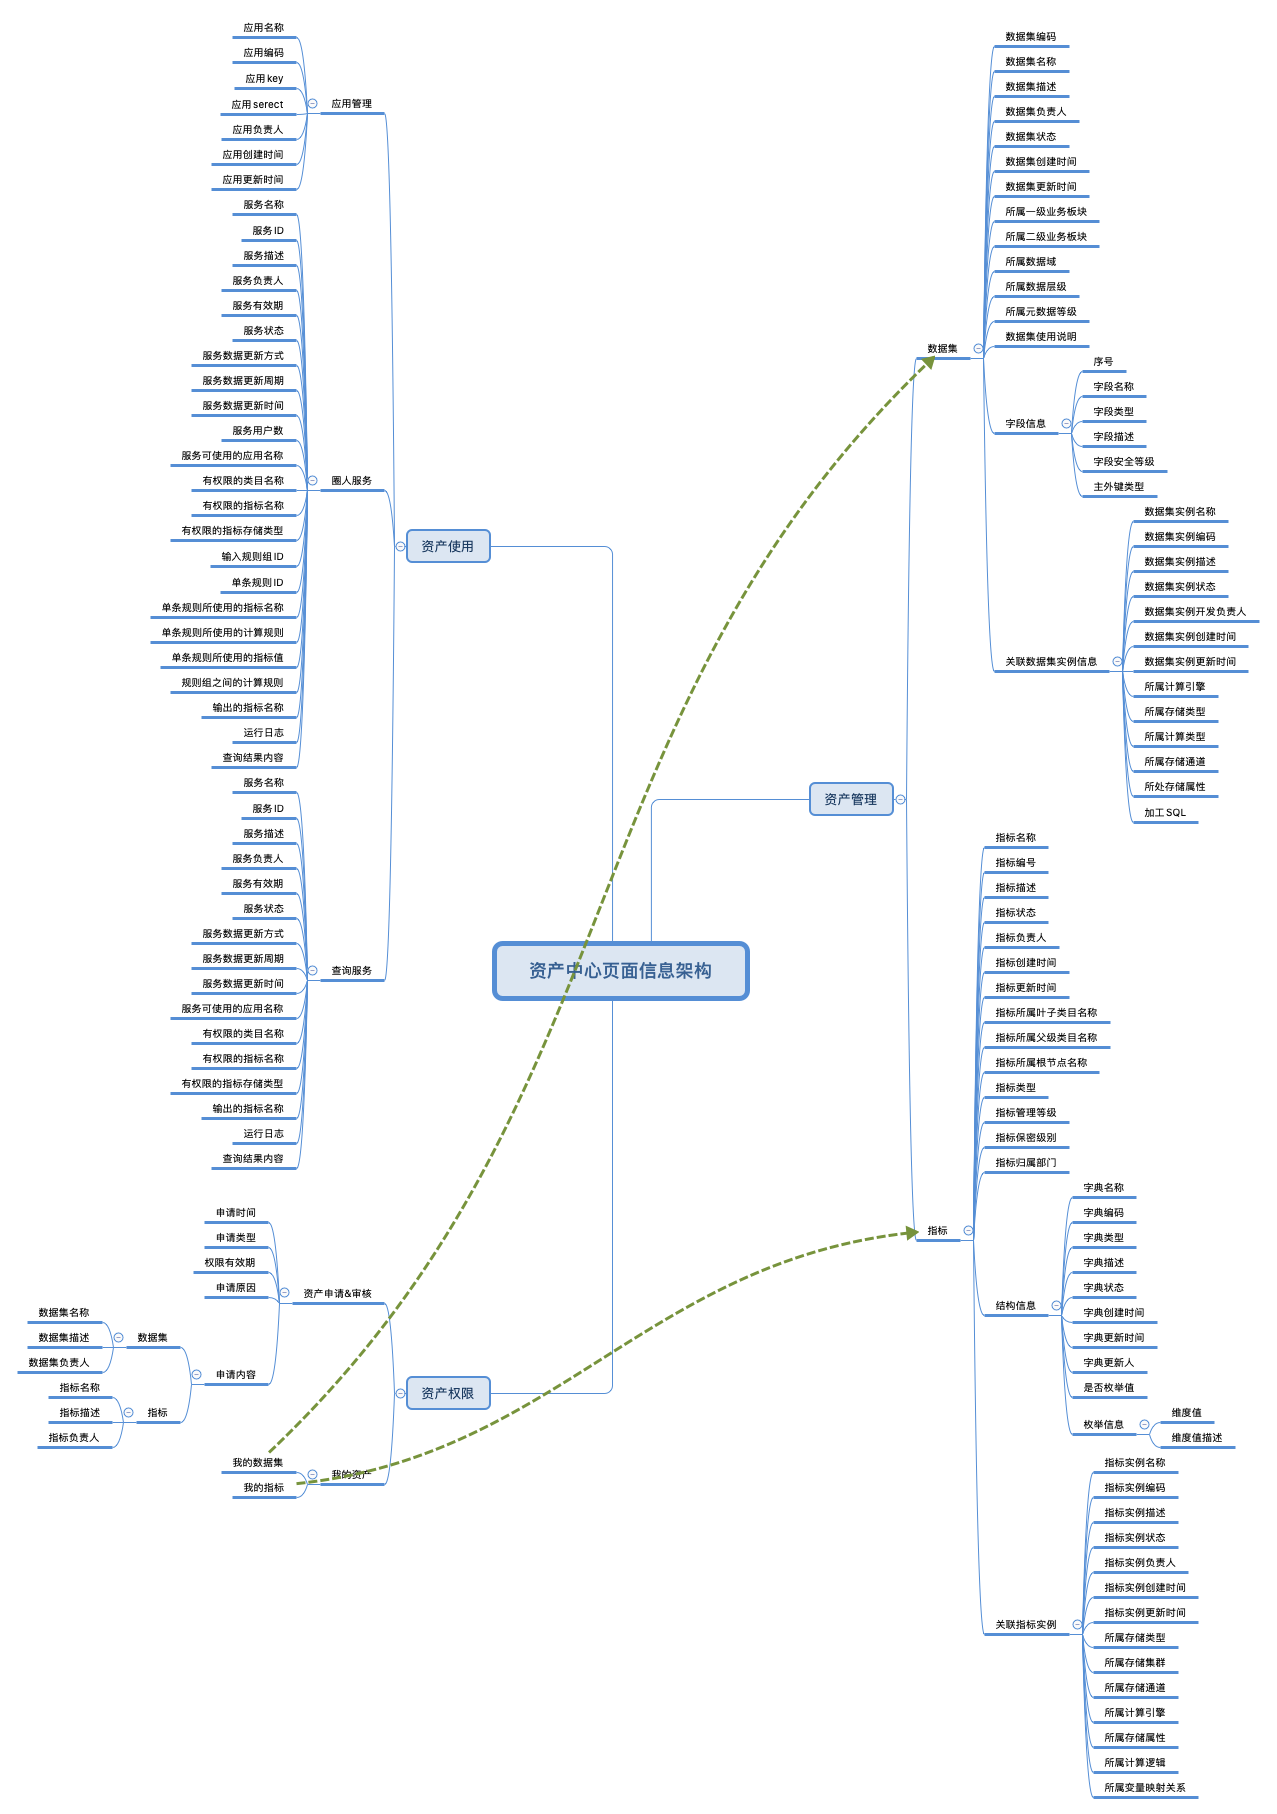 资产中心页面信息架构
资产管理
数据集
数据集编码
数据集名称
数据集描述
数据集负责人
数据集状态
数据集创建时间
数据集更新时间
所属一级业务板块
所属二级业务板块
所属数据域
所属数据层级
所属元数据等级
数据集使用说明
字段信息
序号
字段名称
字段类型
字段描述
字段安全等级
主外键类型
关联数据集实例信息
数据集实例名称
数据集实例编码
数据集实例描述
数据集实例状态
数据集实例开发负责人
数据集实例创建时间
数据集实例更新时间
所属计算引擎
所属存储类型
所属计算类型
所属存储通道
所处存储属性
加工 SQL
指标
指标名称
指标编号
指标描述
指标状态
指标负责人
指标创建时间
指标更新时间
指标所属叶子类目名称
指标所属父级类目名称
指标所属根节点名称
指标类型
指标管理等级
指标保密级别
指标归属部门
结构信息
字典名称
字典编码
字典类型
字典描述
字典状态
字典创建时间
字典更新时间
字典更新人
是否枚举值
枚举信息
维度值
维度值描述
关联指标实例
指标实例名称
指标实例编码
指标实例描述
指标实例状态
指标实例负责人
指标实例创建时间
指标实例更新时间
所属存储类型
所属存储集群
所属存储通道
所属计算引擎
所属存储属性
所属计算逻辑
所属变量映射关系
资产使用
应用管理
应用名称
应用编码
应用 key
应用 serect
应用负责人
应用创建时间
应用更新时间
圈人服务
服务名称
服务 ID
服务描述
服务负责人
服务有效期
服务状态
服务数据更新方式
服务数据更新周期
服务数据更新时间
服务用户数
服务可使用的应用名称
有权限的类目名称
有权限的指标名称
有权限的指标存储类型
输入规则组 ID
单条规则 ID
单条规则所使用的指标名称
单条规则所使用的计算规则
单条规则所使用的指标值
规则组之间的计算规则
输出的指标名称
运行日志
查询结果内容
查询服务
服务名称
服务 ID
服务描述
服务负责人
服务有效期
服务状态
服务数据更新方式
服务数据更新周期
服务数据更新时间
服务可使用的应用名称
有权限的类目名称
有权限的指标名称
有权限的指标存储类型
输出的指标名称
运行日志
查询结果内容
资产权限
资产申请&审核
申请时间
申请类型
权限有效期
申请原因
申请内容
数据集
数据集名称
数据集描述
数据集负责人
指标
指标名称
指标描述
指标负责人
我的资产
我的数据集
我的指标